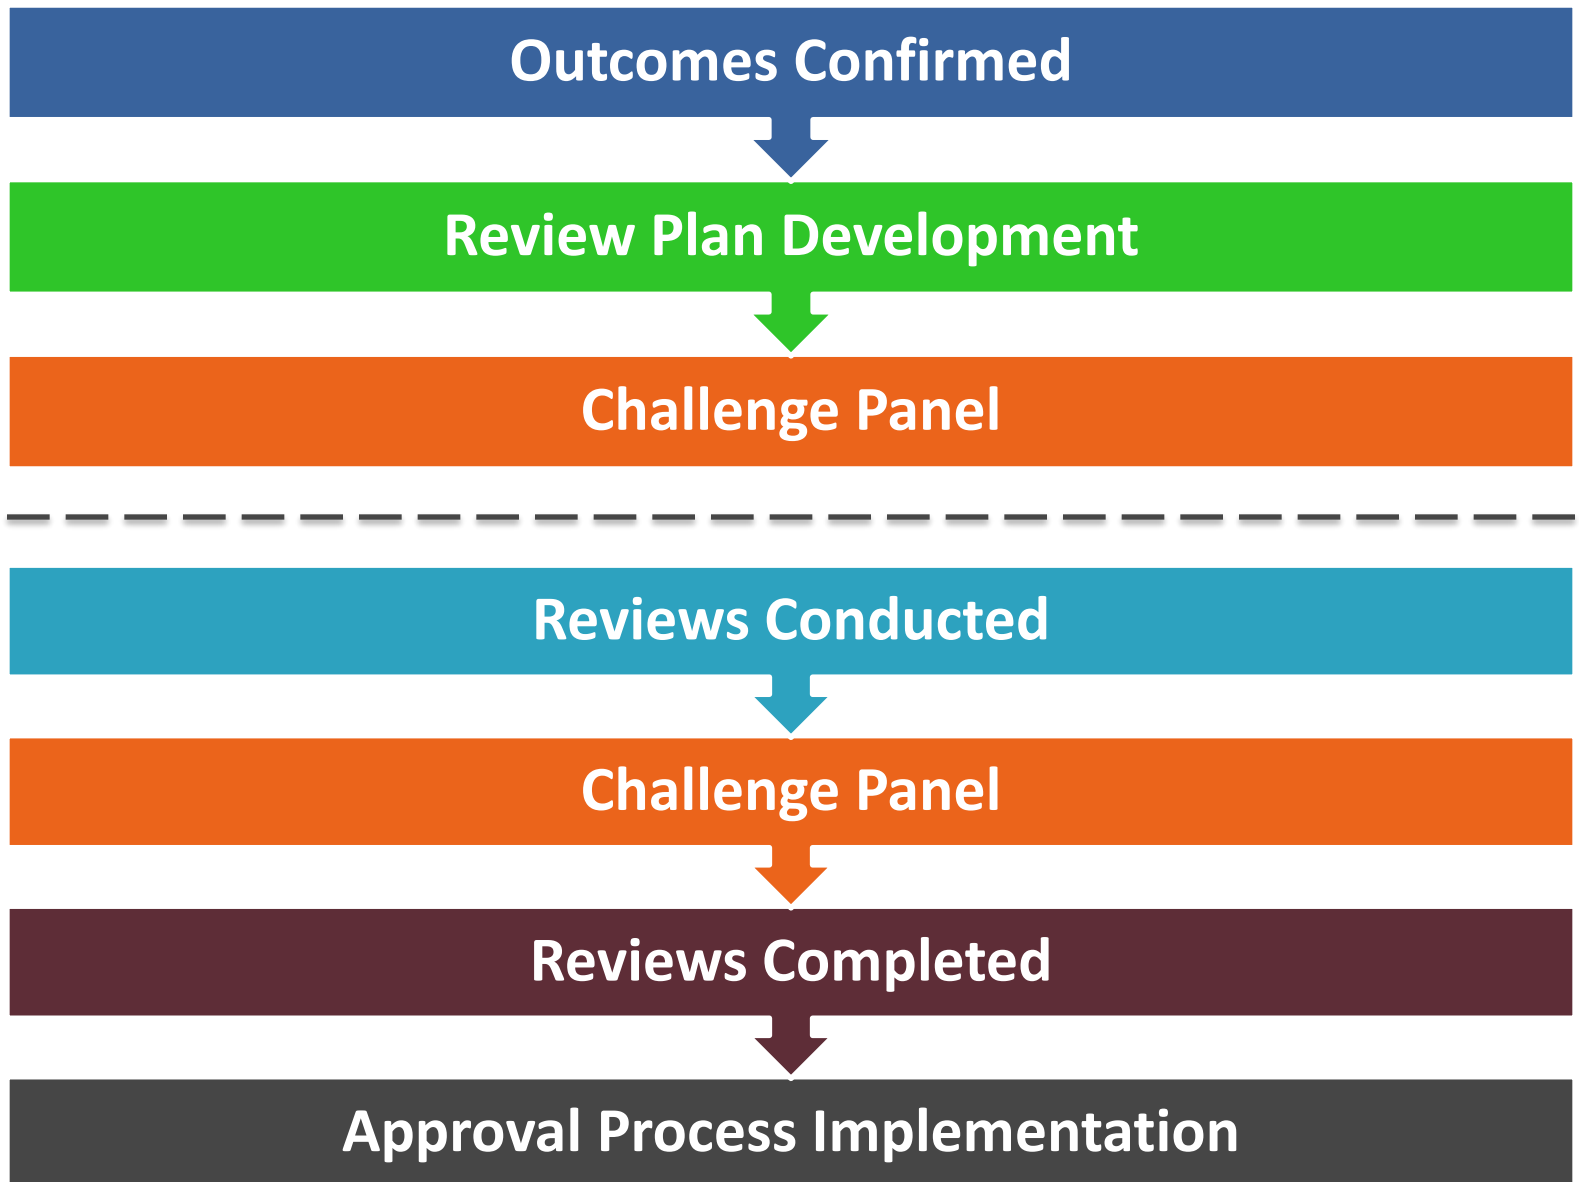 Outcomes Confirmed
Review Plan Development
Challenge Panel
Reviews Conducted
Challenge Panel
Reviews Completed
Approval Process Implementation